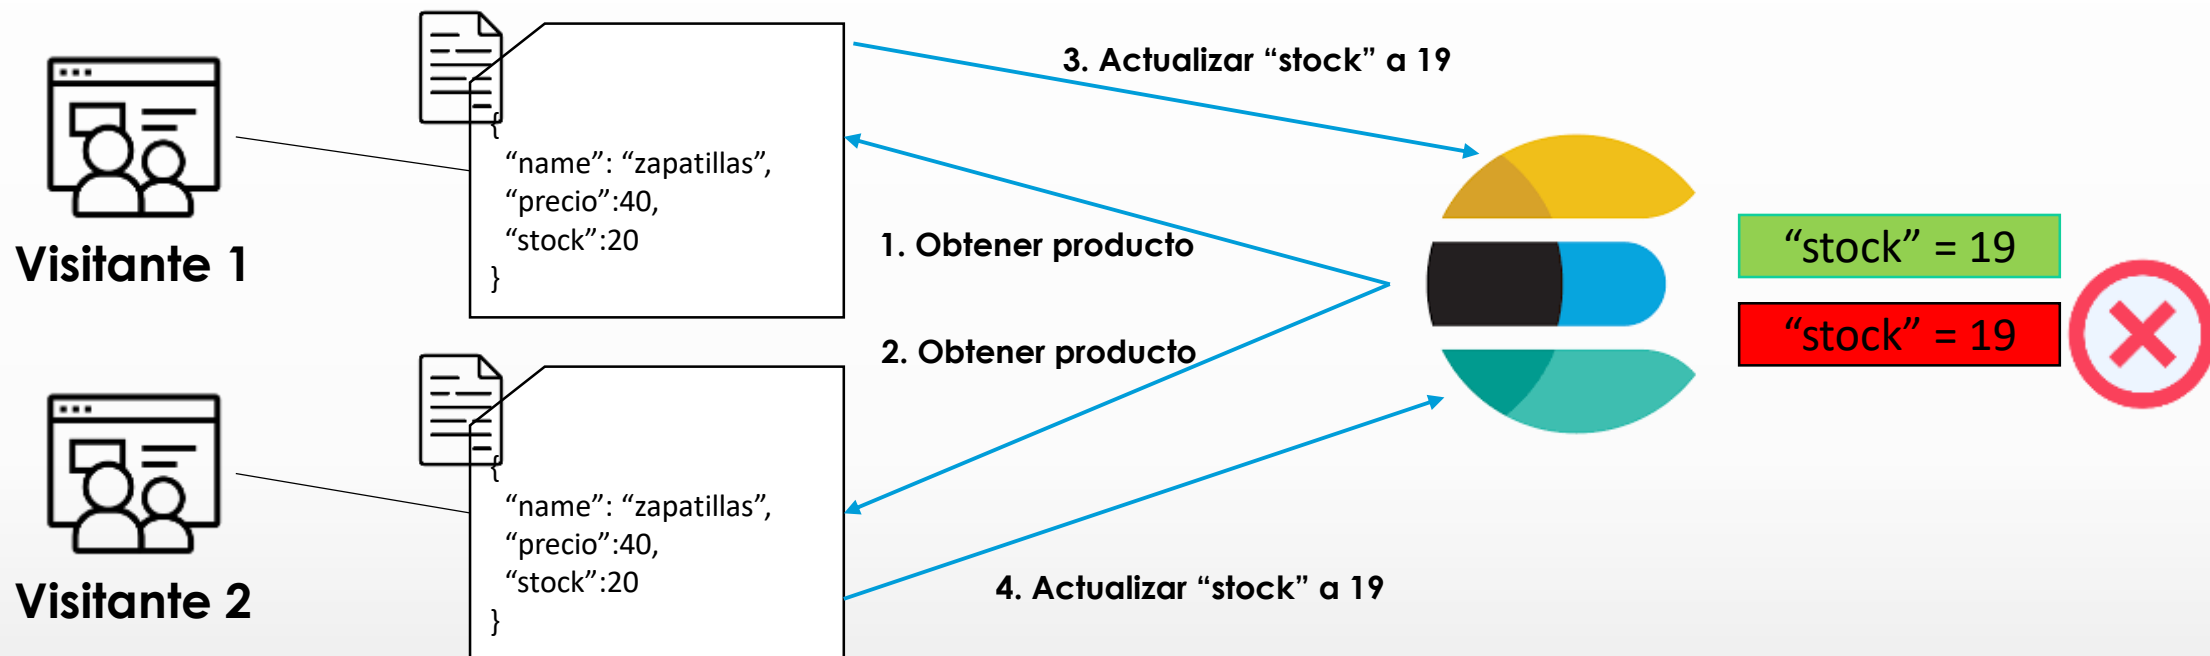 3. Actualizar “stock” a 19
{
“name”: “zapatillas”,
“precio”:40,
“stock”:20
}
Visitante 1
1. Obtener producto
“stock” = 19
“stock” = 19
2. Obtener producto
{
“name”: “zapatillas”,
“precio”:40,
“stock”:20
}
Visitante 2
4. Actualizar “stock” a 19